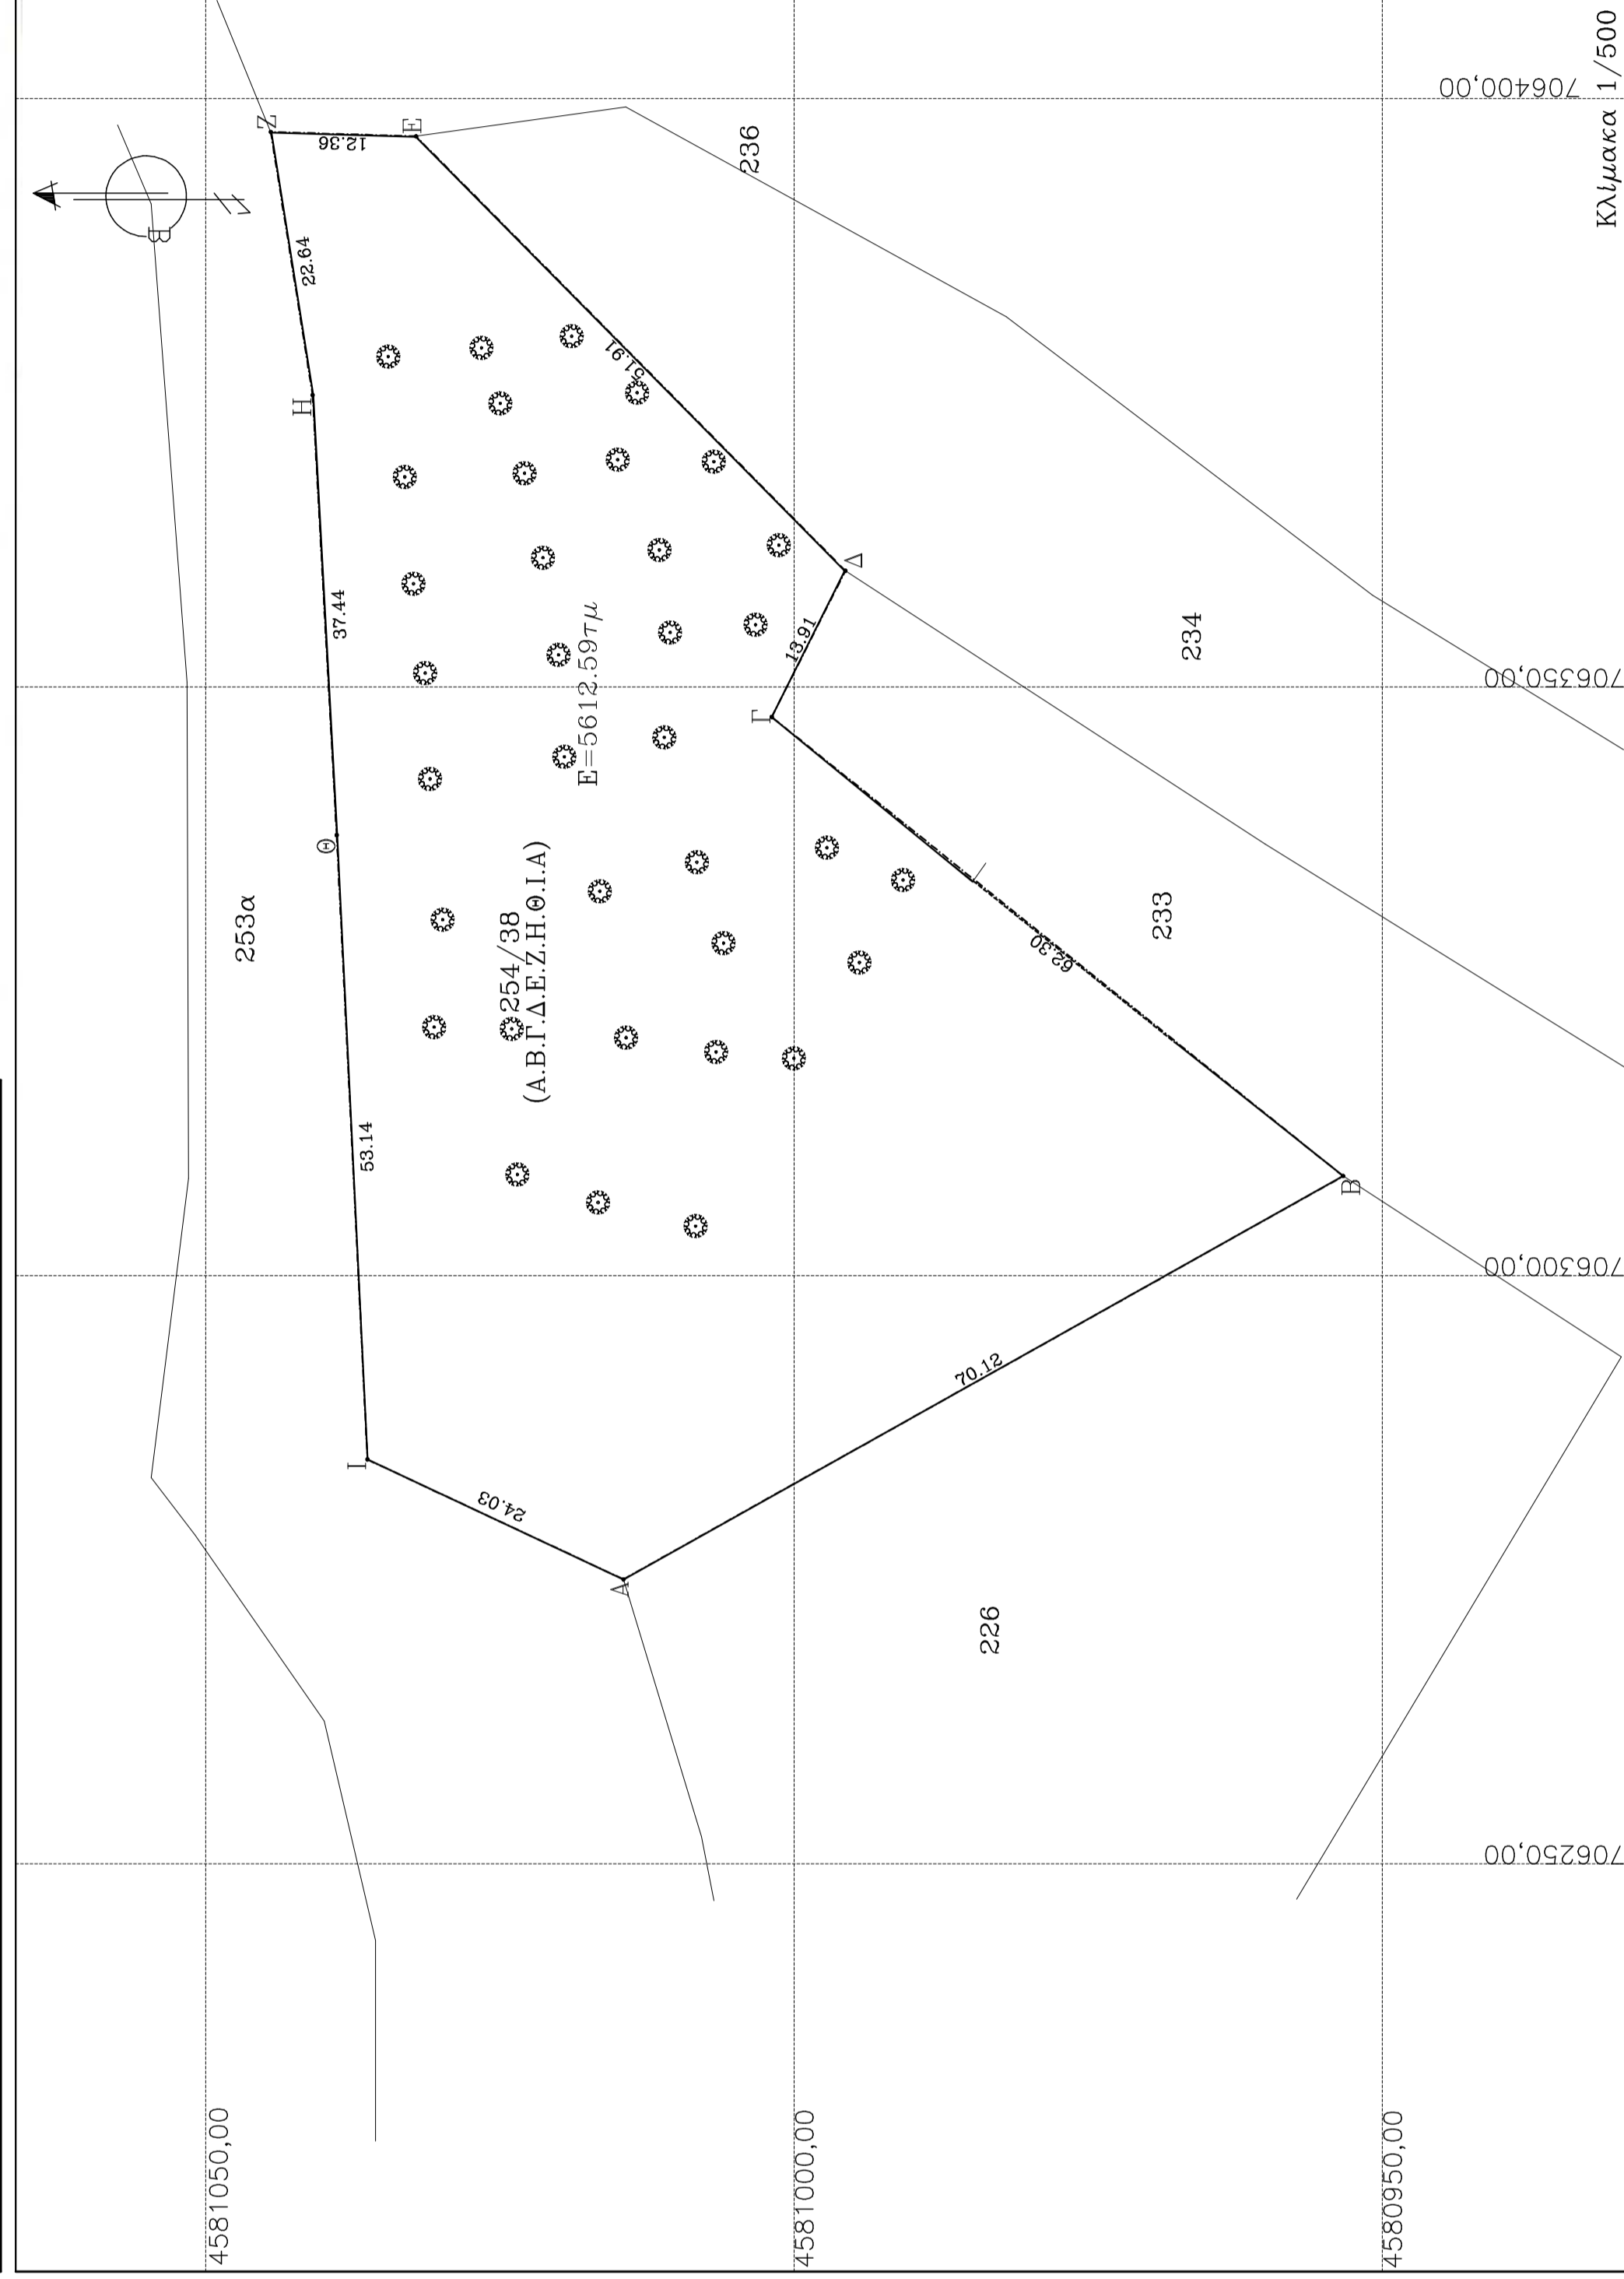 Κλίμακα 1/500
4581050,00
4581000,00
4580950,00
706400,00
706350,00
706300,00
706250,00
B
Z
E
H
Θ
Δ
Γ
I
A
B
12.36
22.64
51.91
37.44
13.91
62.30
53.14
70.12
24.03
E=5612.59τμ
254/38
(Α.Β.Γ.Δ.Ε.Ζ.Η.Θ.Ι.Α)
253α
236
234
233
226